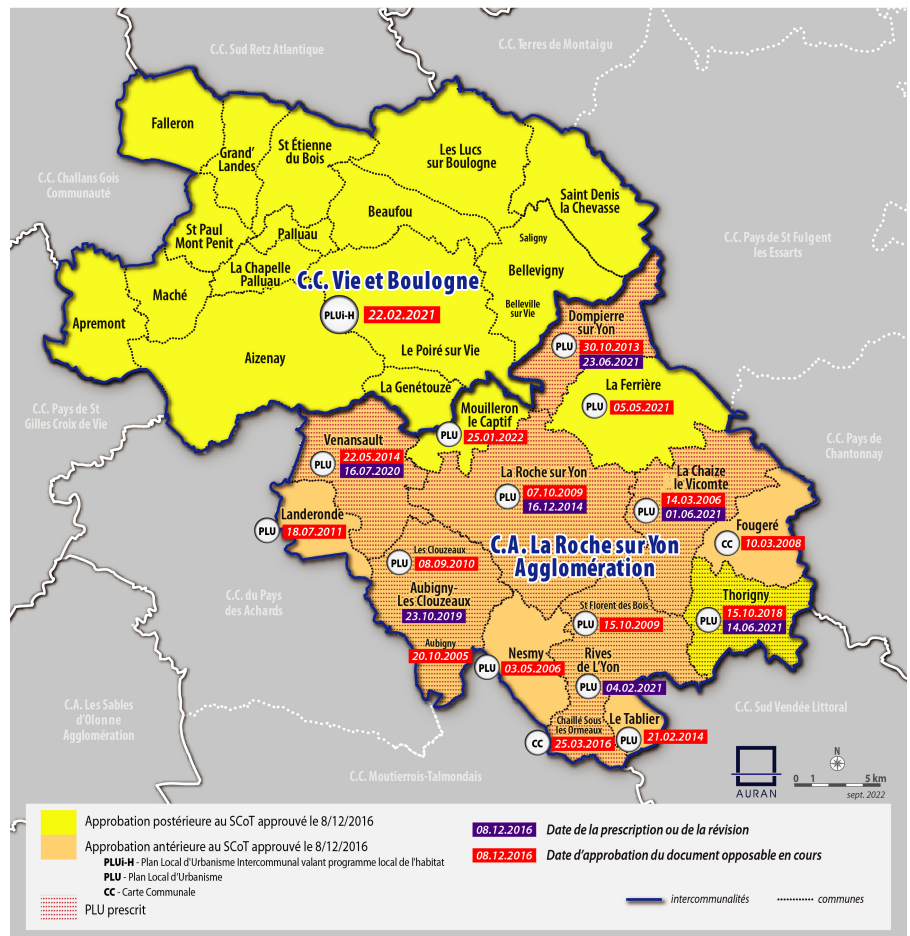 C.C. Sud Retz Atlantique
C.C. Terres de Montaigu
Falleron
Grand'
Landes
St Étienne
du Bois
Les Lucs
sur Boulogne
C.C. Challans Gois
Communauté
Saint Denis
la Chevasse
Beaufou
St Paul
Mont Penit
Palluau
Saligny
C.C. Pays de St Fulgent
les Essarts
La Chapelle
Palluau
Bellevigny
C.C. Vie et Boulogne
Maché
Apremont
PLUi-H
22.02.2021
Belleville
sur Vie
Dompierre
sur Yon
PLU
30.10.2013
23.06.2021
Aizenay
Le Poiré sur Vie
La Genétouze
La Ferrière
PLU
05.05.2021
C.C. Pays de St
Gilles Croix de Vie
Mouilleron
le Captif
PLU
25.01.2022
Venansault
PLU
22.05.2014
16.07.2020
C.C. Pays de
Chantonnay
La Roche sur Yon
PLU
07.10.2009
16.12.2014
La Chaize
le Vicomte
PLU
14.03.2006
01.06.2021
Landeronde
PLU
18.07.2011
Fougeré
CC
10.03.2008
C.A. La Roche sur Yon
Agglomération
Les Clouzeaux
PLU
08.09.2010
C.C. du Pays
des Achards
Aubigny-
Les Clouzeaux
23.10.2019
Thorigny
PLU
15.10.2018
14.06.2021
St Florent des Bois
PLU
15.10.2009
Aubigny
20.10.2005
Nesmy
PLU
03.05.2006
Rives
de L'Yon
PLU
04.02.2021
C.A. Les Sables
d'Olonne
Agglomération
C.C. Sud Vendée Littoral
Chaillé Sous
les Ormeaux
CC
25.03.2016
Le Tablier
PLU
21.02.2014
C.C. Moutierrois-Talmondais
AURAN
N
0 1 5 km
sept. 2022
Approbation postérieure au SCoT approuvé le 8/12/2016
Approbation antérieure au SCoT approuvé le 8/12/2016
PLUi-H - Plan Local d'Urbanisme Intercommunal valant programme local de l'habitat
PLU - Plan Local d'Urbanisme
CC - Carte Communale
PLU prescrit
08.12.2016 Date de la prescription ou de la révision
08.12.2016 Date d'approbation du document opposable en cours
intercommunalités
communes